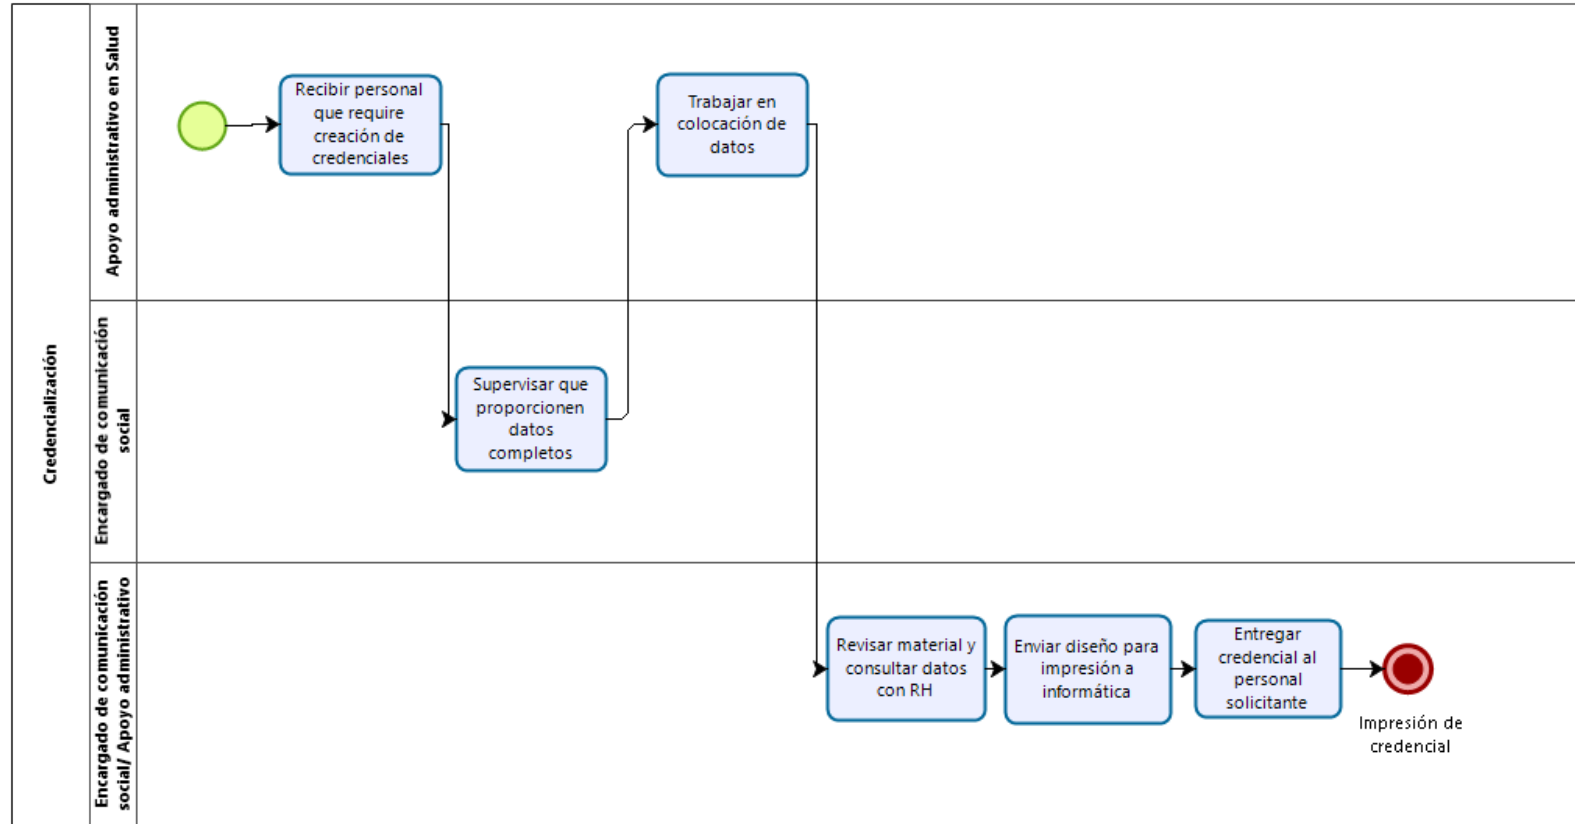 Credencialización
Apoyo administrativo en Salud
Recibir personal
que require
creación de
credenciales
Trabajar en
colocación de
datos
Encargado de comunicación
social
Supervisar que
proporcionen
datos
completos
Encargado de comunicación
social/ Apoyo administrativo
Revisar material y
consultar datos
con RH
Enviar diseño para
impresión a
informática
Entregar
credencial al
personal
solicitante
Impresión de
credencial